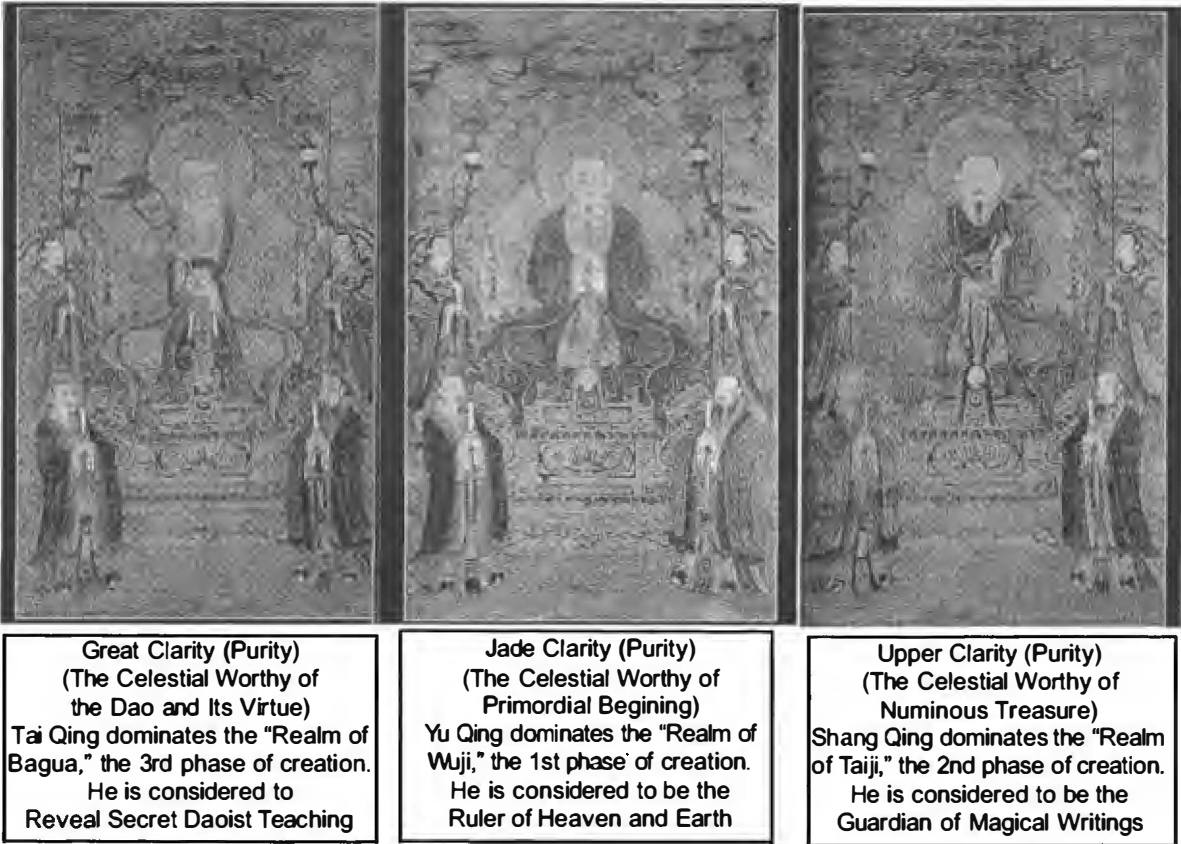 Great Clarity (Purity)
(The Celestial Worthy of
the Dao and Its Virtue)
Tai Qing dominates the “Realm of
Bagua,” the 3rd phase of creation.
He is considered to
Reveal Secret Daoist Teaching
Jade Clarity (Purity)
(The Celestial Worthy of
Primordial Begining)
Yu Qing dominates the “Realm of
Wuji,” the 1st phase of creation.
He is considered to be the
Ruler of Heaven and Earth
Upper Clarity (Purity)
(The Celestial Worthy of
Numinous Treasure)
Shang Qing dominates the “Realm
of Taiji,” the 2nd phase of creation.
He is considered to be the
Guardian of Magical Writings